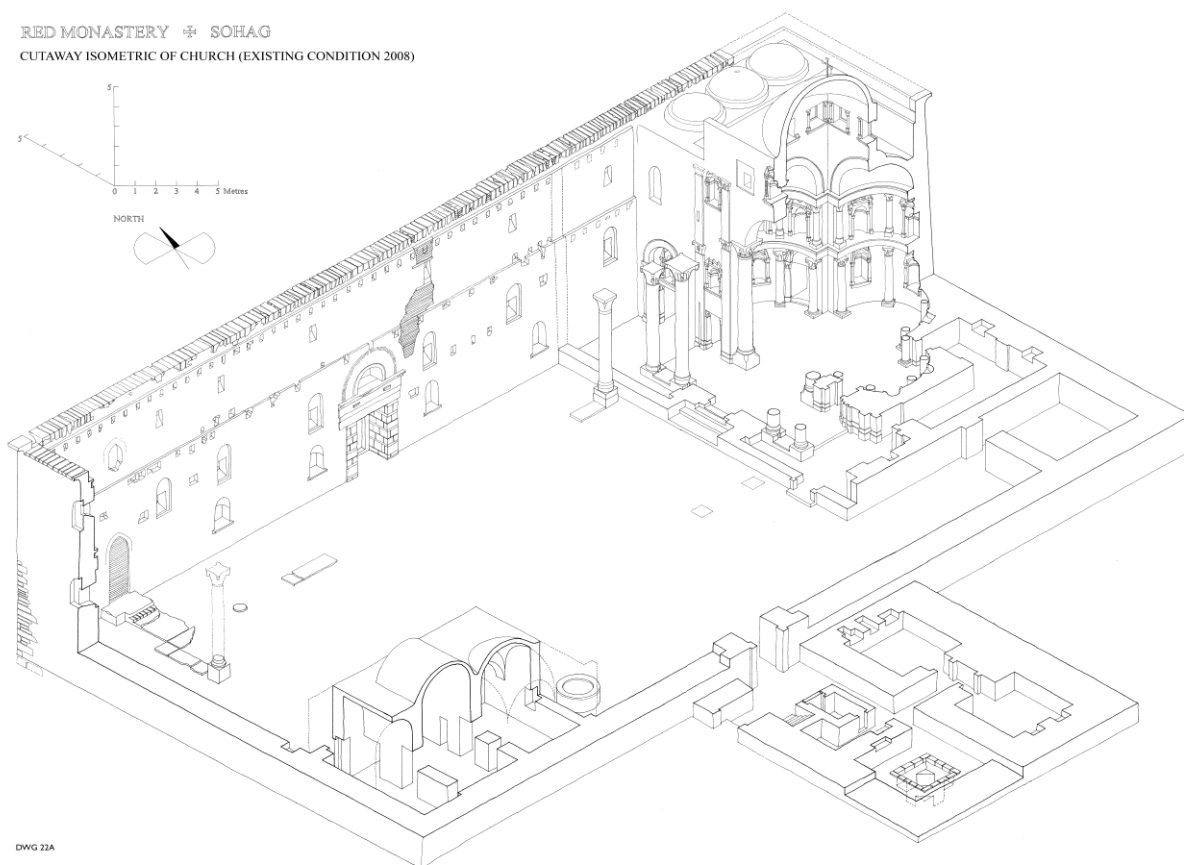 RED MONASTERY ✠ SOHAG
CUTAWAY ISOMETRIC OF CHURCH (EXISTING CONDITION 2008)
5
5
0 1 2 3 4 5 Metres
NORTH
DWG 22A